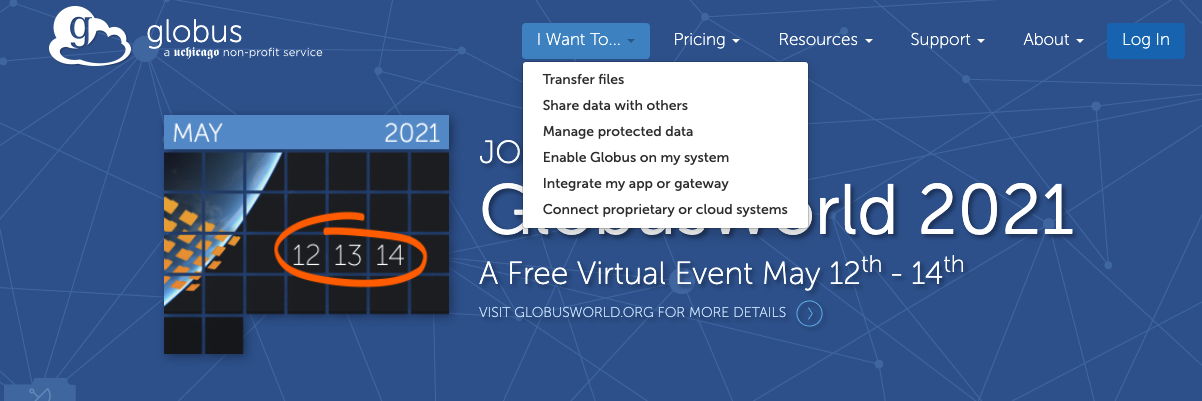 globus
a uchicago non-profit service
I Want To...
Pricing
Resources
Support
About
Log In
Transfer files
Share data with others
Manage protected data
Enable Globus on my system
Integrate my app or gateway
Connect proprietary or cloud systems
MAY 2021
12 13 14
GlobusWorld 2021
A Free Virtual Event May 12th - 14th
VISIT GLOBUSWORLD.ORG FOR MORE DETAILS